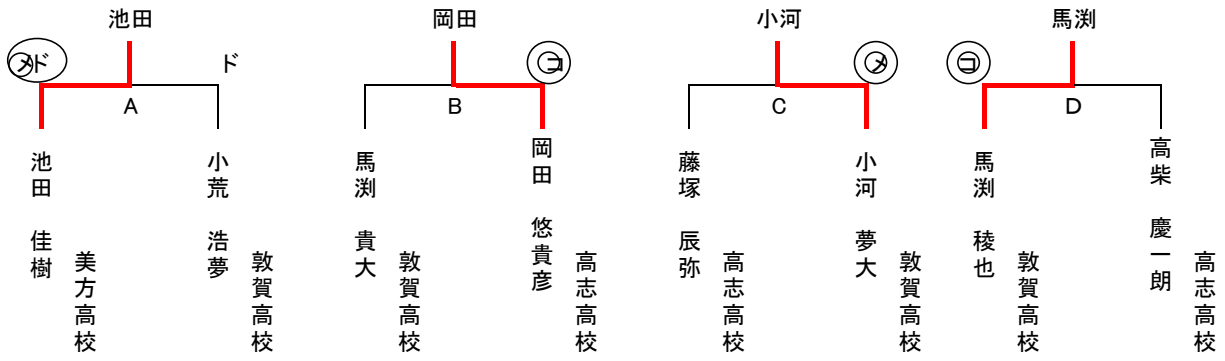 池田
岡田
小河
馬渕
メド
ド
コ
メ
コ
A
B
C
D
池田 佳樹
美方高校
小荒 浩夢
敦賀高校
馬渕 貴大
敦賀高校
岡田 悠貴彦
高志高校
藤塚 辰弥
高志高校
小河 夢大
敦賀高校
馬渕 稜也
敦賀高校
高柴 慶一朗
高志高校